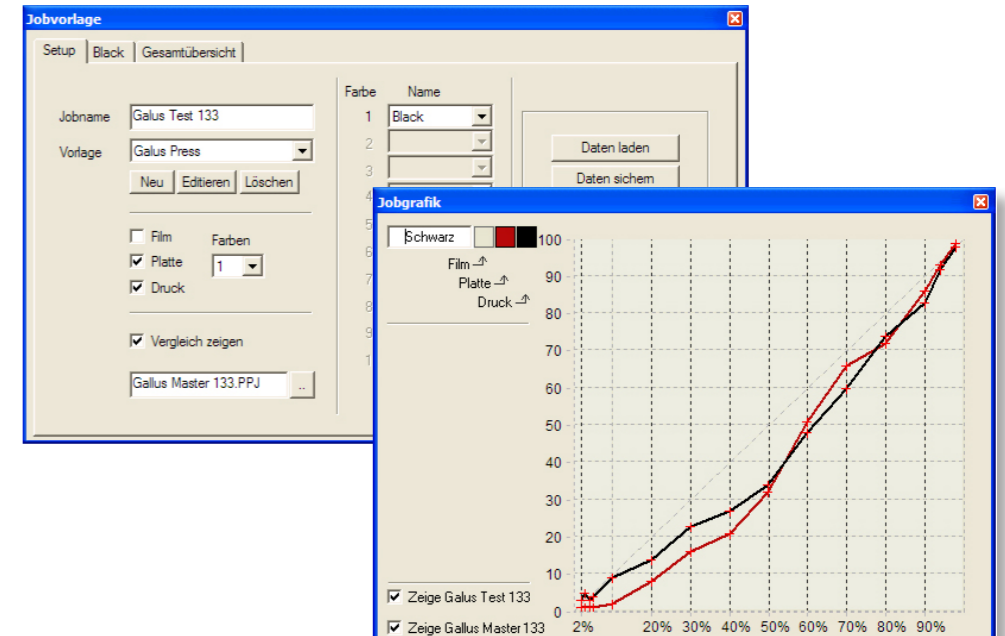 Jobvorlage
Setup Black Gesamtübersicht
Farbe Name
Jobname Galus Test 133 1 Black
Vorlage Galus Press 2
Daten laden
3
Neu Editieren Löschen
Daten sichern
4
Film Farben
5
Platte 1
6
Druck
7
8
Vergleich zeigen
9
1
Gallus Master 133.PPJ ..
Jobgrafik
Schwarz
Film
Platte
Druck
100
90
80
70
60
50
40
30
20
10
0
2% 20% 30% 40% 50% 60% 70% 80% 90%
Zeige Galus Test 133
Zeige Gallus Master 133